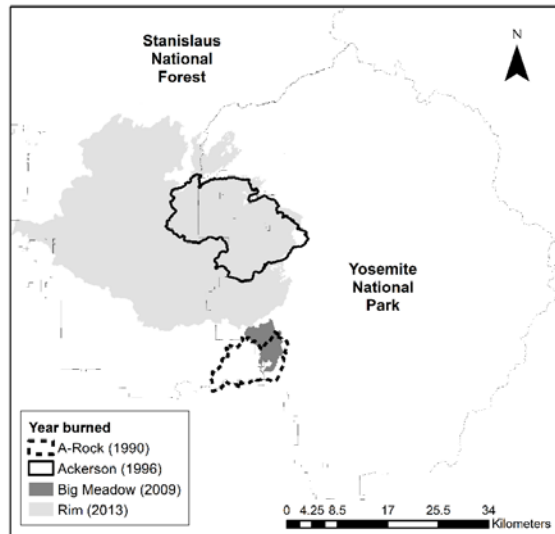 Stanislaus
National
Forest
N
Yosemite
National
Park
Year burned
A-Rock (1990)
Ackerson (1996)
Big Meadow (2009)
Rim (2013)
0 4.25 8.5 17 25.5 34
Kilometers